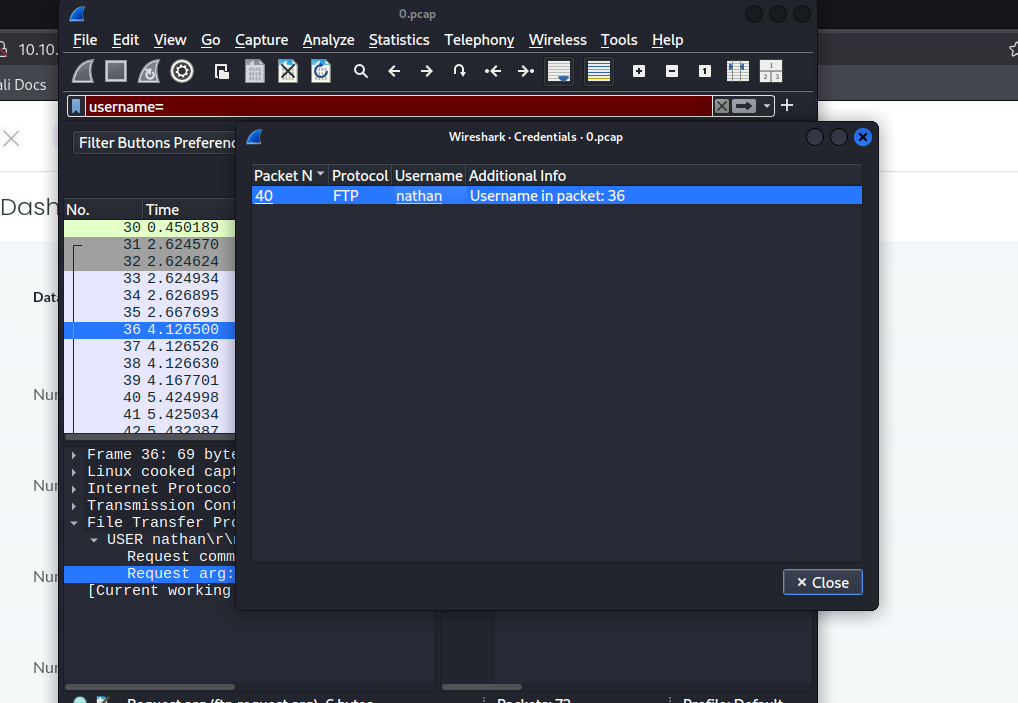 0.pcap
File Edit View Go Capture Analyze Statistics Telephony Wireless Tools Help
10.10.
ali Docs
username=
Filter Buttons Preferenc
Wireshark · Credentials · 0.pcap
Packet N Protocol Username Additional Info
40 FTP nathan Username in packet: 36
Dash
No. Time
30 0.450189
31 2.624570
32 2.624624
33 2.624934
34 2.626895
35 2.667693
36 4.126500
37 4.126526
38 4.126630
39 4.167701
40 5.424998
41 5.425034
42 5.432387
Data
Num
Num
Num
Num
Frame 36: 69 byte
Linux cooked capt
Internet Protocol
Transmission Cont
File Transfer Pro
USER nathan\r\n
Request comm
Request arg:
[Current working
Close
Request arg (ftp.request.arg), 6 bytes
Packets: 72
Profile: Default